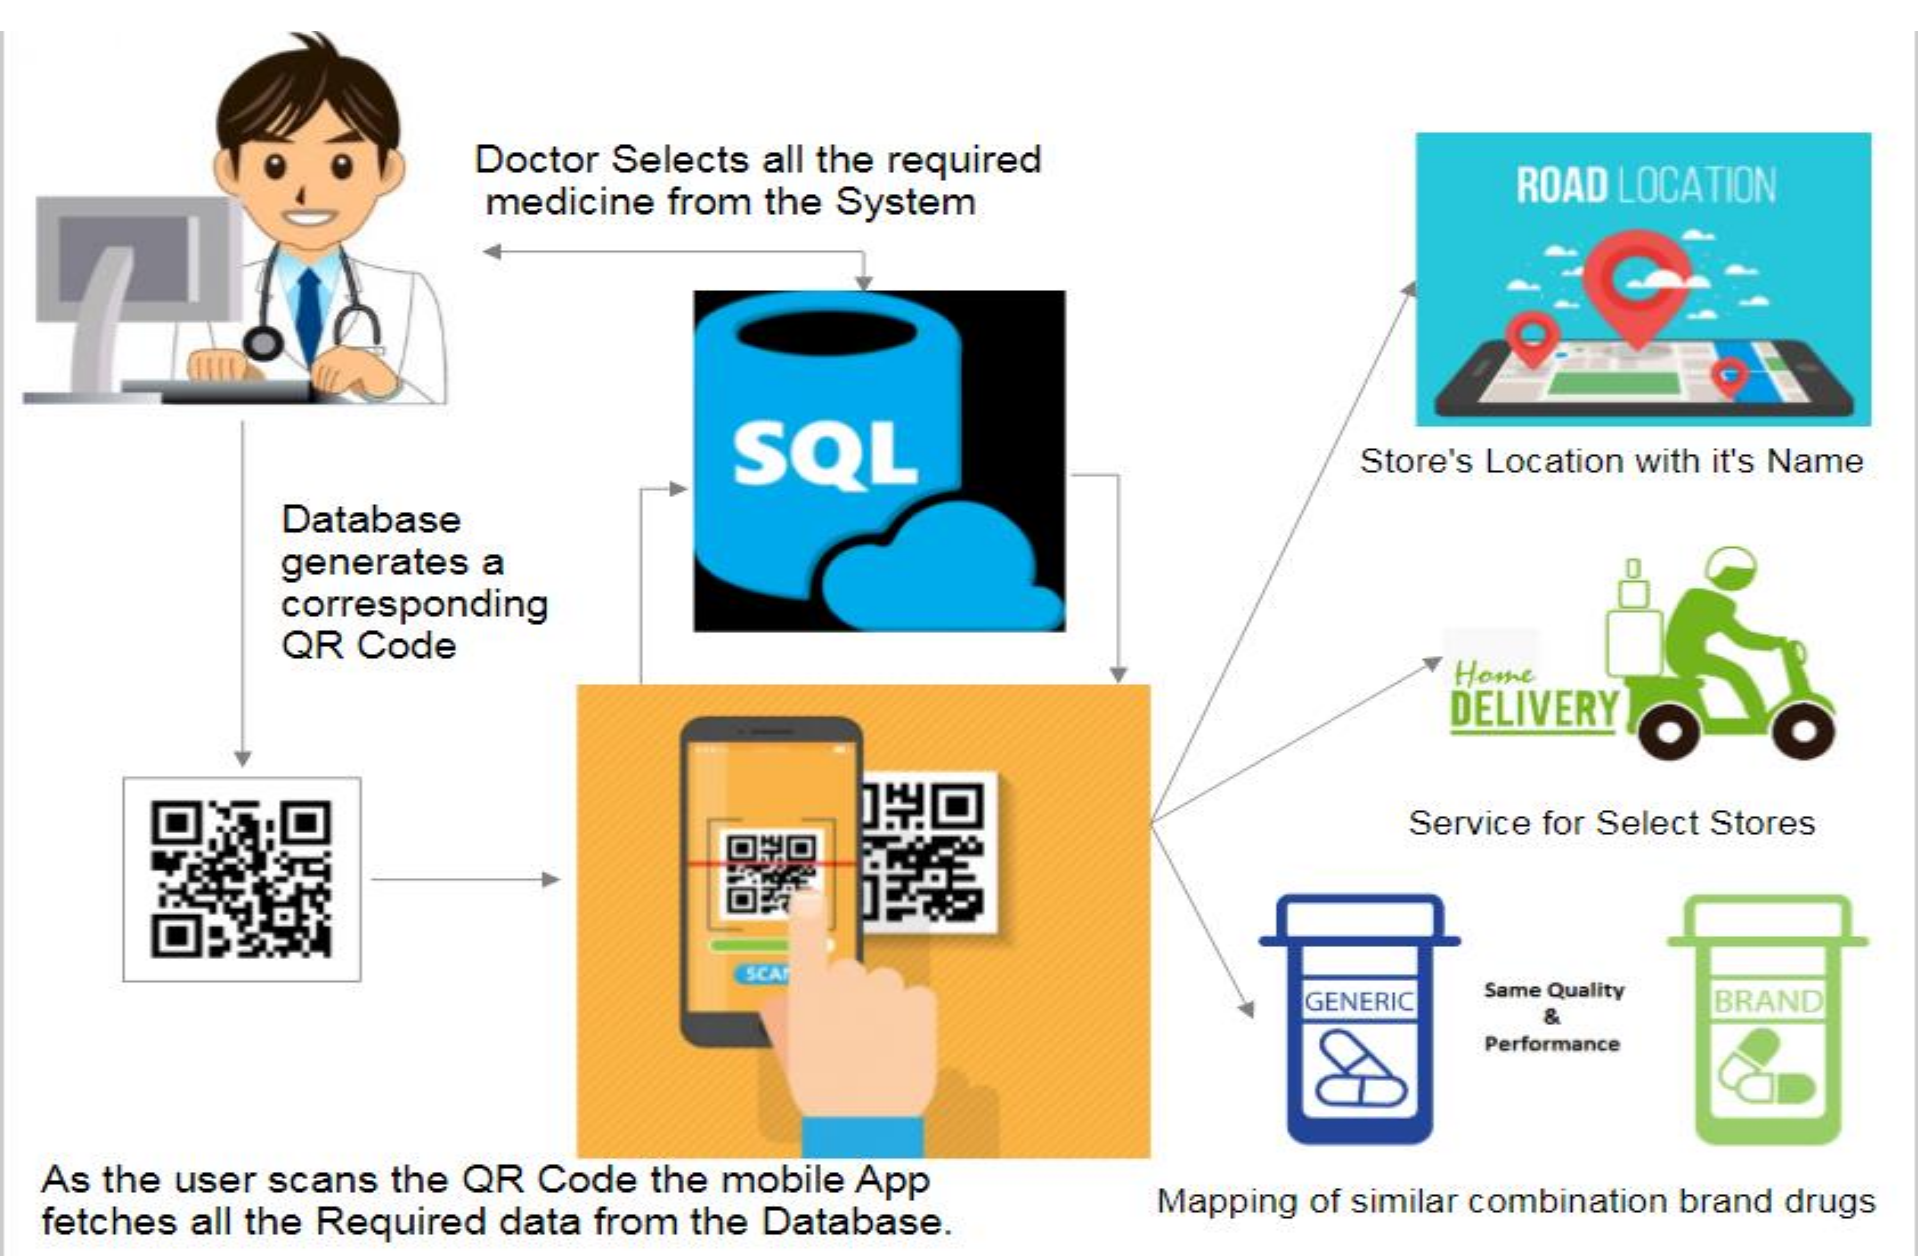 Doctor Selects all the required
medicine from the System
ROAD LOCATION
SQL
Store's Location with it's Name
Database
generates a
corresponding
QR Code
Home
DELIVERY
Service for Select Stores
SCAN
GENERIC
Same Quality
&
Performance
BRAND
As the user scans the QR Code the mobile App
fetches all the Required data from the Database.
Mapping of similar combination brand drugs